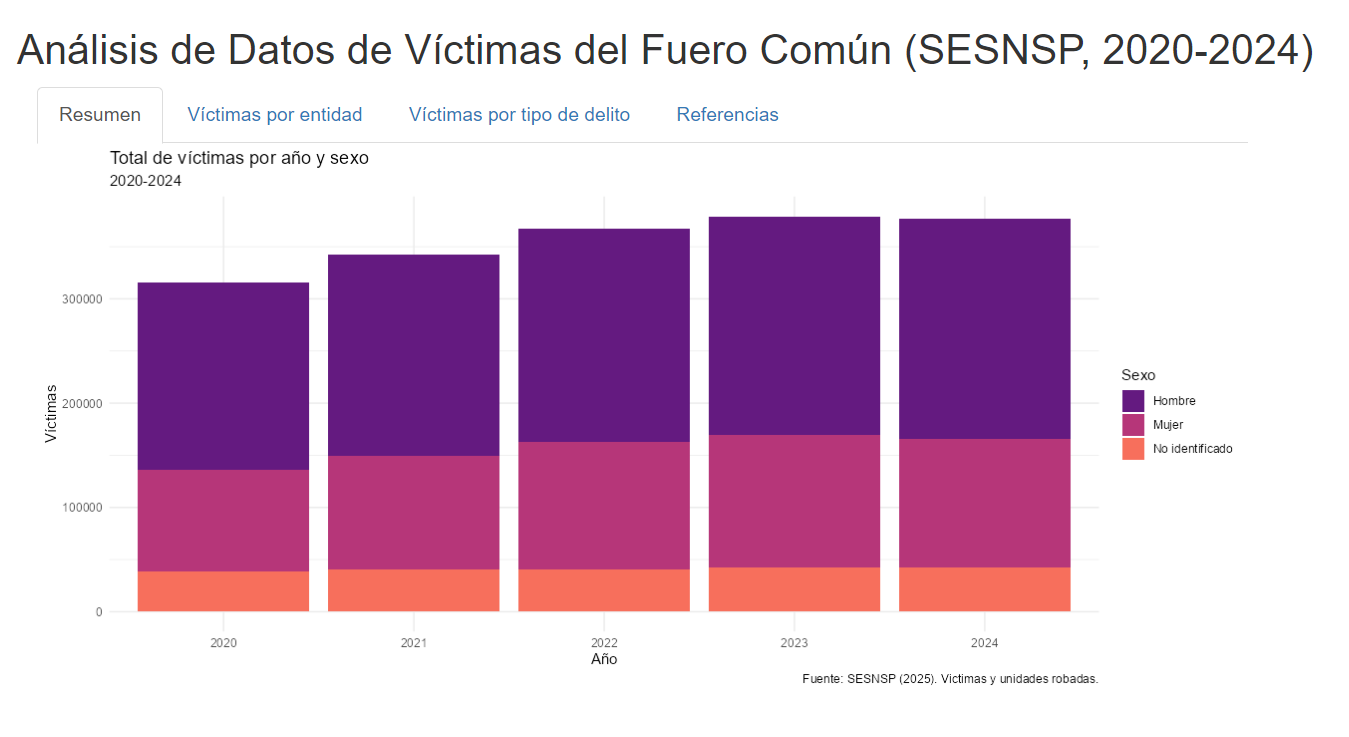 Análisis de Datos de Víctimas del Fuero Común (SESNSP, 2020-2024)
Resumen
Víctimas por entidad
Víctimas por tipo de delito
Referencias
Total de víctimas por año y sexo
2020-2024
300000
200000
100000
0
Víctimas
2020
2021
2022
2023
2024
Año
Sexo
Hombre
Mujer
No identificado
Fuente: SESNSP (2025). Victimas y unidades robadas.